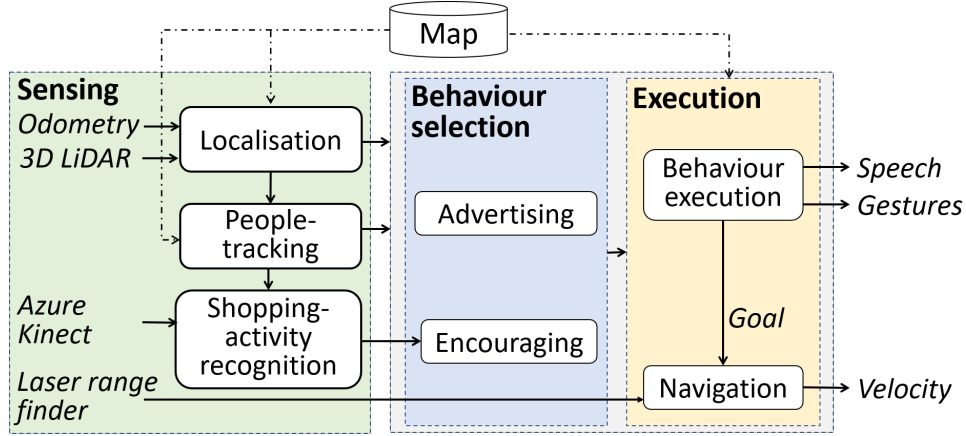 Map
Sensing
Odometry
3D LiDAR
Localisation
People-
tracking
Azure
Kinect
Shopping-
activity
recognition
Laser range
finder
Behaviour
selection
Advertising
Encouraging
Execution
Behaviour
execution
Goal
Navigation
Speech
Gestures
Velocity